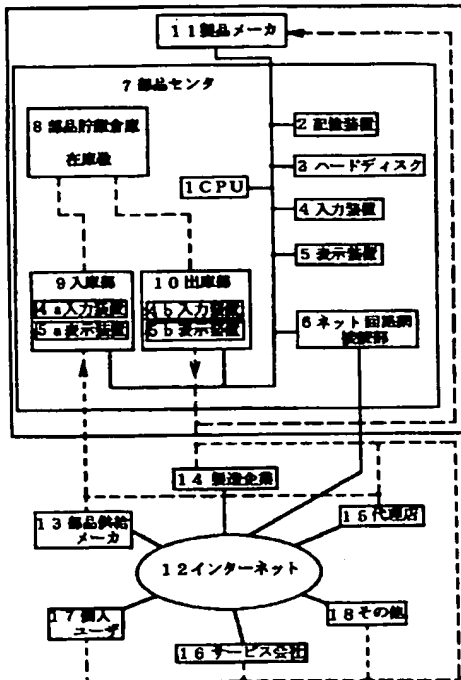 11製品メーカ
7部品センタ
8部品貯蔵倉庫
在庫検
2記憶装置
3ハードディスク
1CPU
4入力装置
5表示装置
9入庫部
4a入力装置
5a表示装置
10出庫部
4b入力装置
5b表示装置
6ネット回路網
接続部
14製造企業
13部品供給
メーカ
15代理店
12インターネット
17個人
ユーザ
18その他
16サービス会社